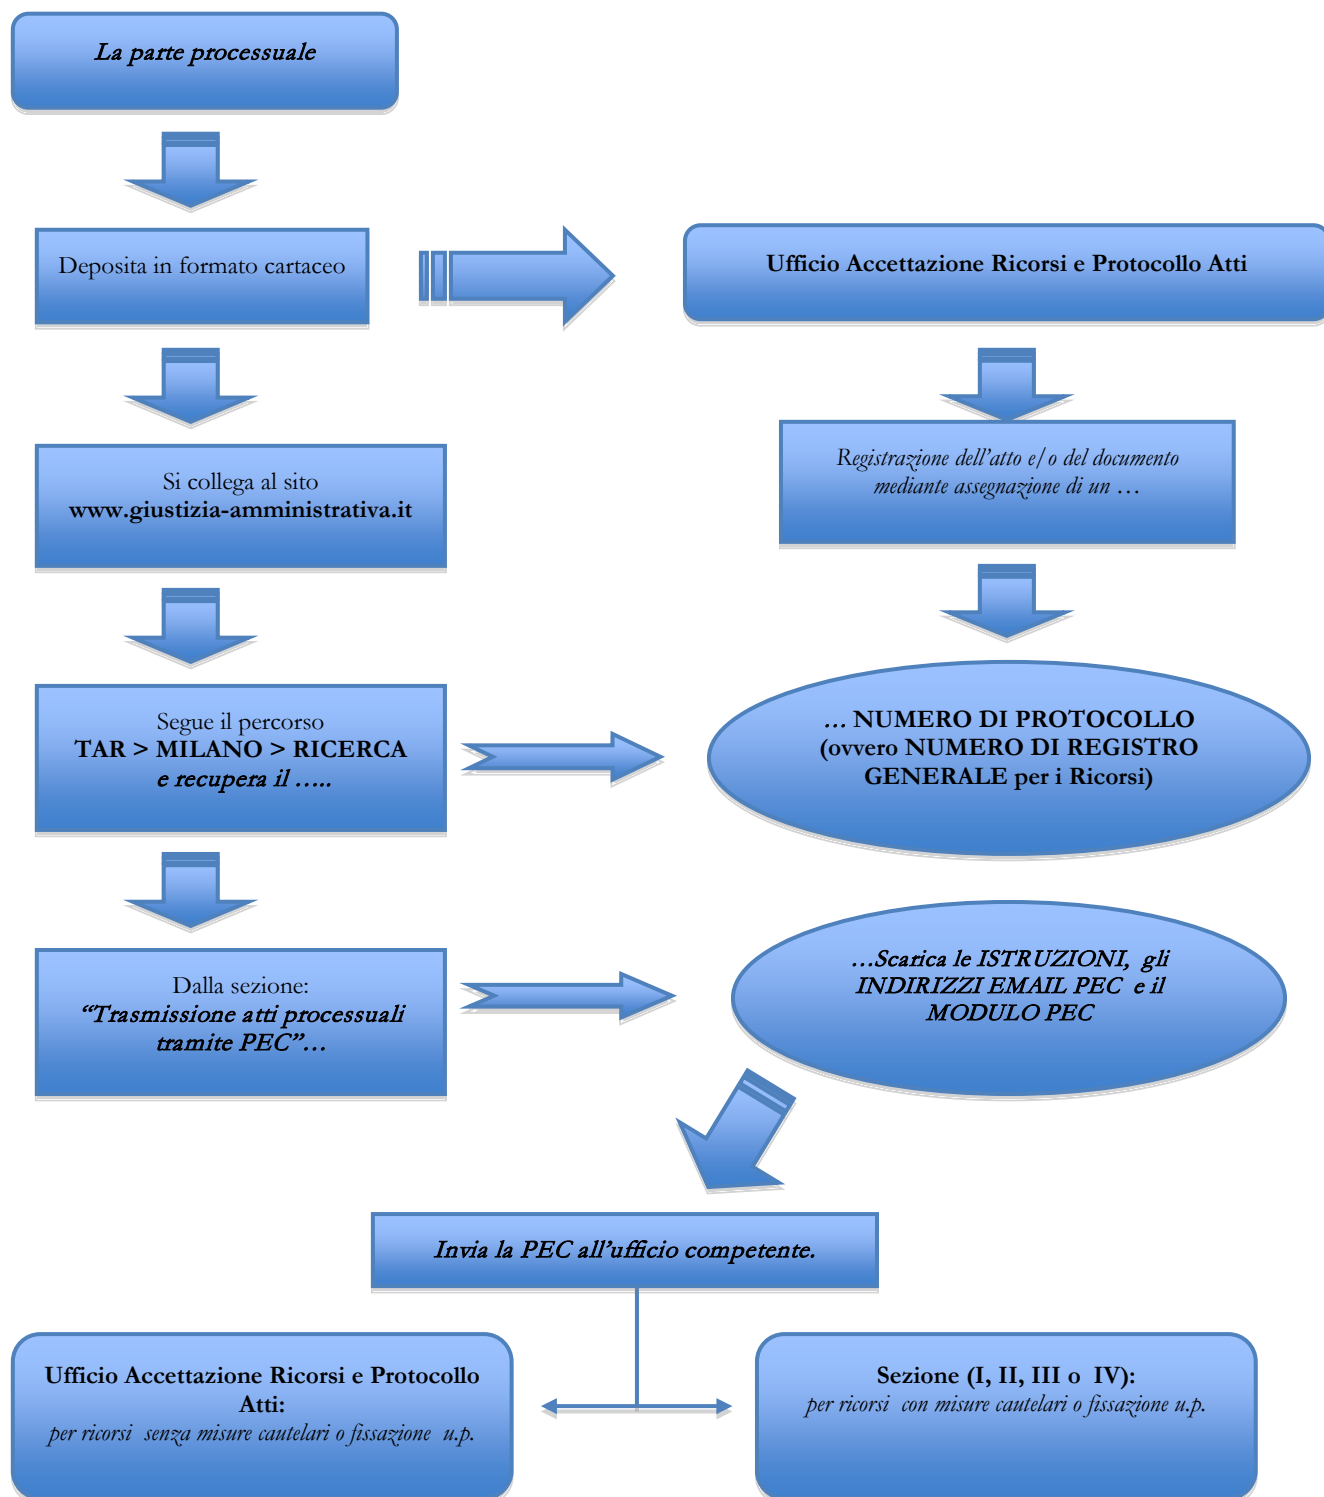 La parte processuale
Deposita in formato cartaceo
Ufficio Accettazione Ricorsi e Protocollo Atti
Si collega al sito
www.giustizia-amministrativa.it
Registrazione dell'atto e/o del documento
mediante assegnazione di un …
Segue il percorso
TAR > MILANO > RICERCA
e recupera il …..
… NUMERO DI PROTOCOLLO
(ovvero NUMERO DI REGISTRO
GENERALE per i Ricorsi)
Dalla sezione:
“Trasmissione atti processuali
tramite PEC”…
…Scarica le ISTRUZIONI, gli
INDIRIZZI EMAIL PEC e il
MODULO PEC
Invia la PEC all'ufficio competente.
Ufficio Accettazione Ricorsi e Protocollo
Atti:
per ricorsi senza misure cautelari o fissazione u.p.
Sezione (I, II, III o IV):
per ricorsi con misure cautelari o fissazione u.p.